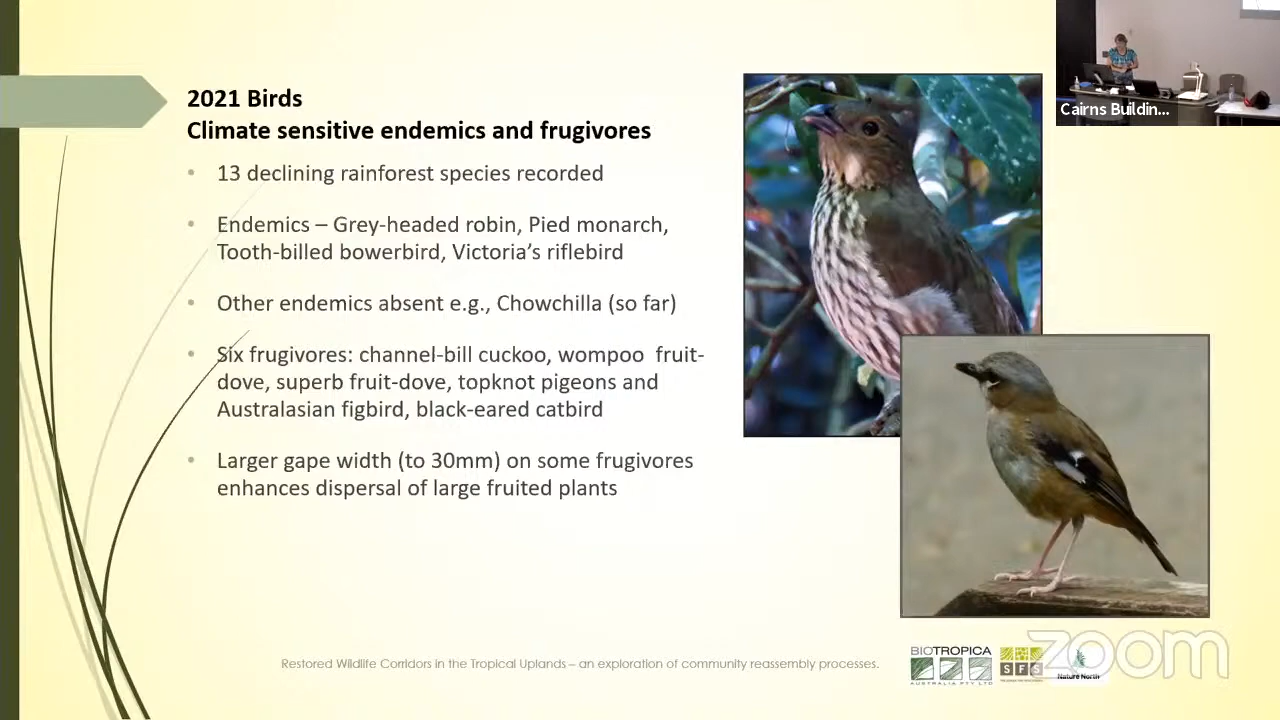 2021 Birds
Climate sensitive endemics and frugivores
• 13 declining rainforest species recorded
• Endemics – Grey-headed robin, Pied monarch,
Tooth-billed bowerbird, Victoria's riflebird
• Other endemics absent e.g., Chowchilla (so far)
• Six frugivores: channel-bill cuckoo, wompoo fruit-
dove, superb fruit-dove, topknot pigeons and
Australasian figbird, black-eared catbird
• Larger gape width (to 30mm) on some frugivores
enhances dispersal of large fruited plants
Cairns Buildin...
Restored Wildlife Corridors in the Tropical Uplands – an exploration of community reassembly processes.
BIOTROPICA
AUSTRALIA PTY LTD
SFS
Nature North
zoom